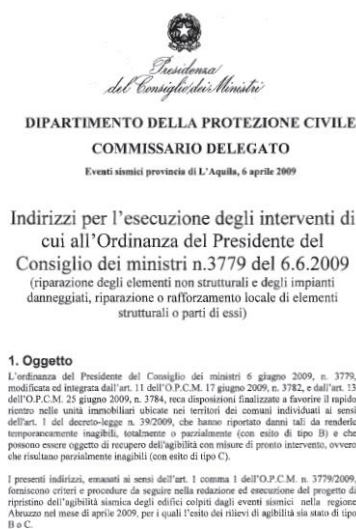 Presidenza
del Consiglio dei Ministri
DIPARTIMENTO DELLA PROTEZIONE CIVILE
COMMISSARIO DELEGATO
Eventi sismici provincia di L'Aquila, 6 aprile 2009
Indirizzi per l'esecuzione degli interventi di
cui all'Ordinanza del Presidente del
Consiglio dei ministri n.3779 del 6.6.2009
(riparazione degli elementi non strutturali e degli impianti
danneggiati, riparazione o rafforzamento locale di elementi
strutturali o parti di essi)
1. Oggetto
L'ordinanza del Presidente del Consiglio dei ministri 6 giugno 2009, n. 3779,
modificata ed integrata dall'art. 11 dell'O.P.C.M. 17 giugno 2009, n. 3782, e dall'art. 13
dell'O.P.C.M. 25 giugno 2009, n. 3784, reca disposizioni finalizzate a favorire il rapido
rientro nelle unità immobiliari ubicate nei territori dei comuni individuati ai sensi
dell'art. 1 del decreto-legge n. 39/2009, che hanno riportato danni tali da renderle
temporaneamente inagibili, totalmente o parzialmente (con esito di tipo B) e che
possono essere oggetto di recupero dell'agibilità con misure di pronto intervento, ovvero
che risultano parzialmente inagibili (con esito di tipo C).
I presenti indirizzi, emanati ai sensi dell'art. 1 comma 1 dell'O.P.C.M. n. 3779/2009,
forniscono criteri e procedure da seguire nella redazione ed esecuzione del progetto di
ripristino dell'agibilità sismica degli edifici colpiti dagli eventi sismici nella regione
Abruzzo nel mese di aprile 2009, per i quali l'esito dei rilievi di agibilità sia stato di tipo
B o C.